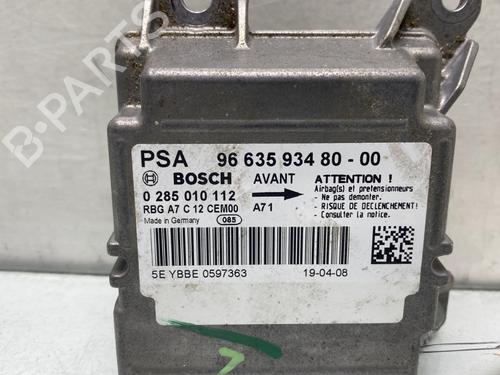 PSA 96 635 934 80 - 00
BOSCH AVANT ATTENTION !
0 285 010 112 Airbag(s) et pretensionneurs
RBG A7 C 12 CEM00 A71 - Ne pas demonter.
- RISQUE DE DECLENCHEMENT!
Made in Germany 085 - Consulter la notice.
5E YBBE 0597363 19-04-08
B-PARTS